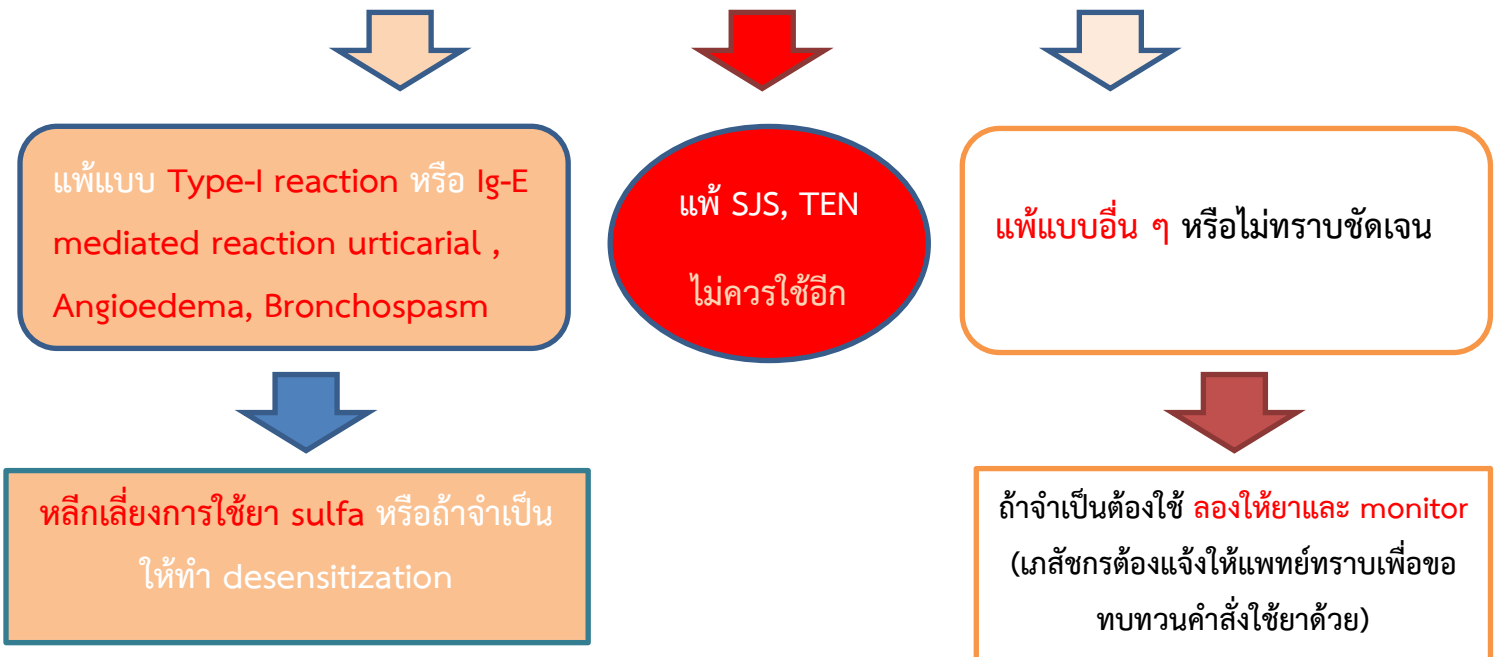 แพ้แบบ Type-I reaction หรือ Ig-E
mediated reaction urticarial ,
Angioedema, Bronchospasm
แพ้ SJS, TEN
ไม่ควรใช้อีก
แพ้แบบอื่น ๆ หรือไม่ทราบชัดเจน
หลีกเลี่ยงการใช้ยา sulfa หรือถ้าจำเป็น
ให้ทำ desensitization
ถ้าจำเป็นต้องใช้ ลองให้ยาและ monitor
(เภสัชกรต้องแจ้งให้แพทย์ทราบเพื่อขอ
ทบทวนคำสั่งใช้ยาด้วย)